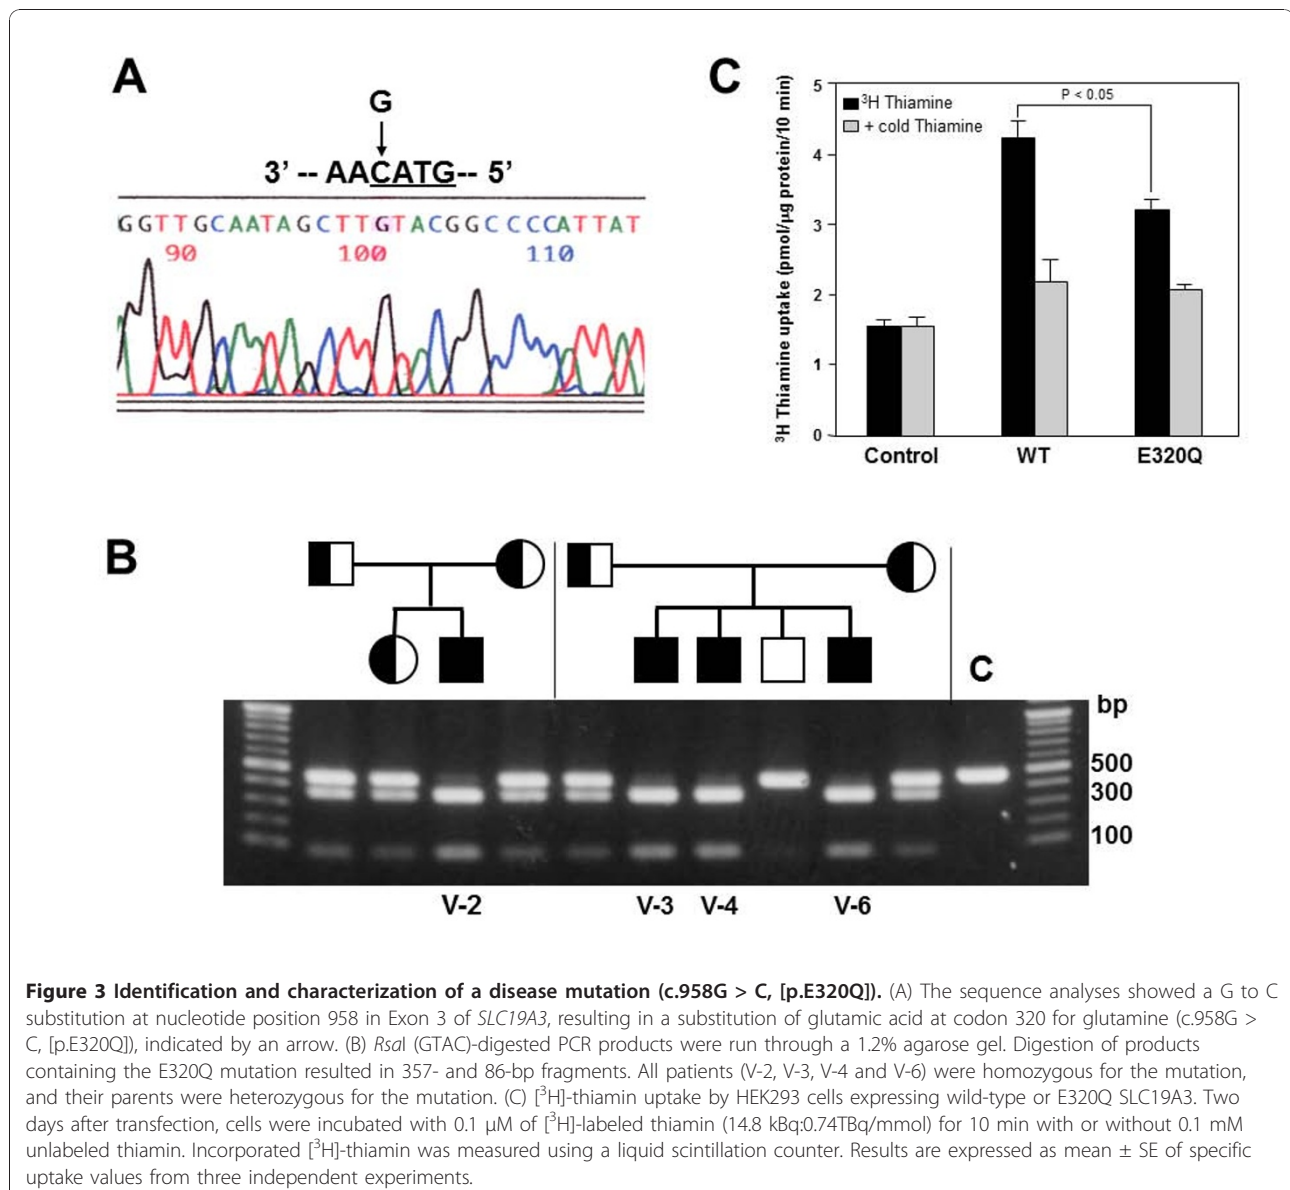 A
G
3’ -- AACATG-- 5’
GGTTGCAATAGCTTGTACGGCCCCATTAT
90 100 110
C
³H Thiamine uptake (pmol/µg protein/10 min)
5
4
3
2
1
0
³H Thiamine
+ cold Thiamine
P < 0.05
Control WT E320Q
B
C
bp
500
300
100
V-2 V-3 V-4 V-6
Figure 3 Identification and characterization of a disease mutation (c.958G > C, [p.E320Q]). (A) The sequence analyses showed a G to C
substitution at nucleotide position 958 in Exon 3 of SLC19A3, resulting in a substitution of glutamic acid at codon 320 for glutamine (c.958G >
C, [p.E320Q]), indicated by an arrow. (B) RsaI (GTAC)-digested PCR products were run through a 1.2% agarose gel. Digestion of products
containing the E320Q mutation resulted in 357- and 86-bp fragments. All patients (V-2, V-3, V-4 and V-6) were homozygous for the mutation,
and their parents were heterozygous for the mutation. (C) [³H]-thiamin uptake by HEK293 cells expressing wild-type or E320Q SLC19A3. Two
days after transfection, cells were incubated with 0.1 μM of [³H]-labeled thiamin (14.8 kBq:0.74TBq/mmol) for 10 min with or without 0.1 mM
unlabeled thiamin. Incorporated [³H]-thiamin was measured using a liquid scintillation counter. Results are expressed as mean ± SE of specific
uptake values from three independent experiments.